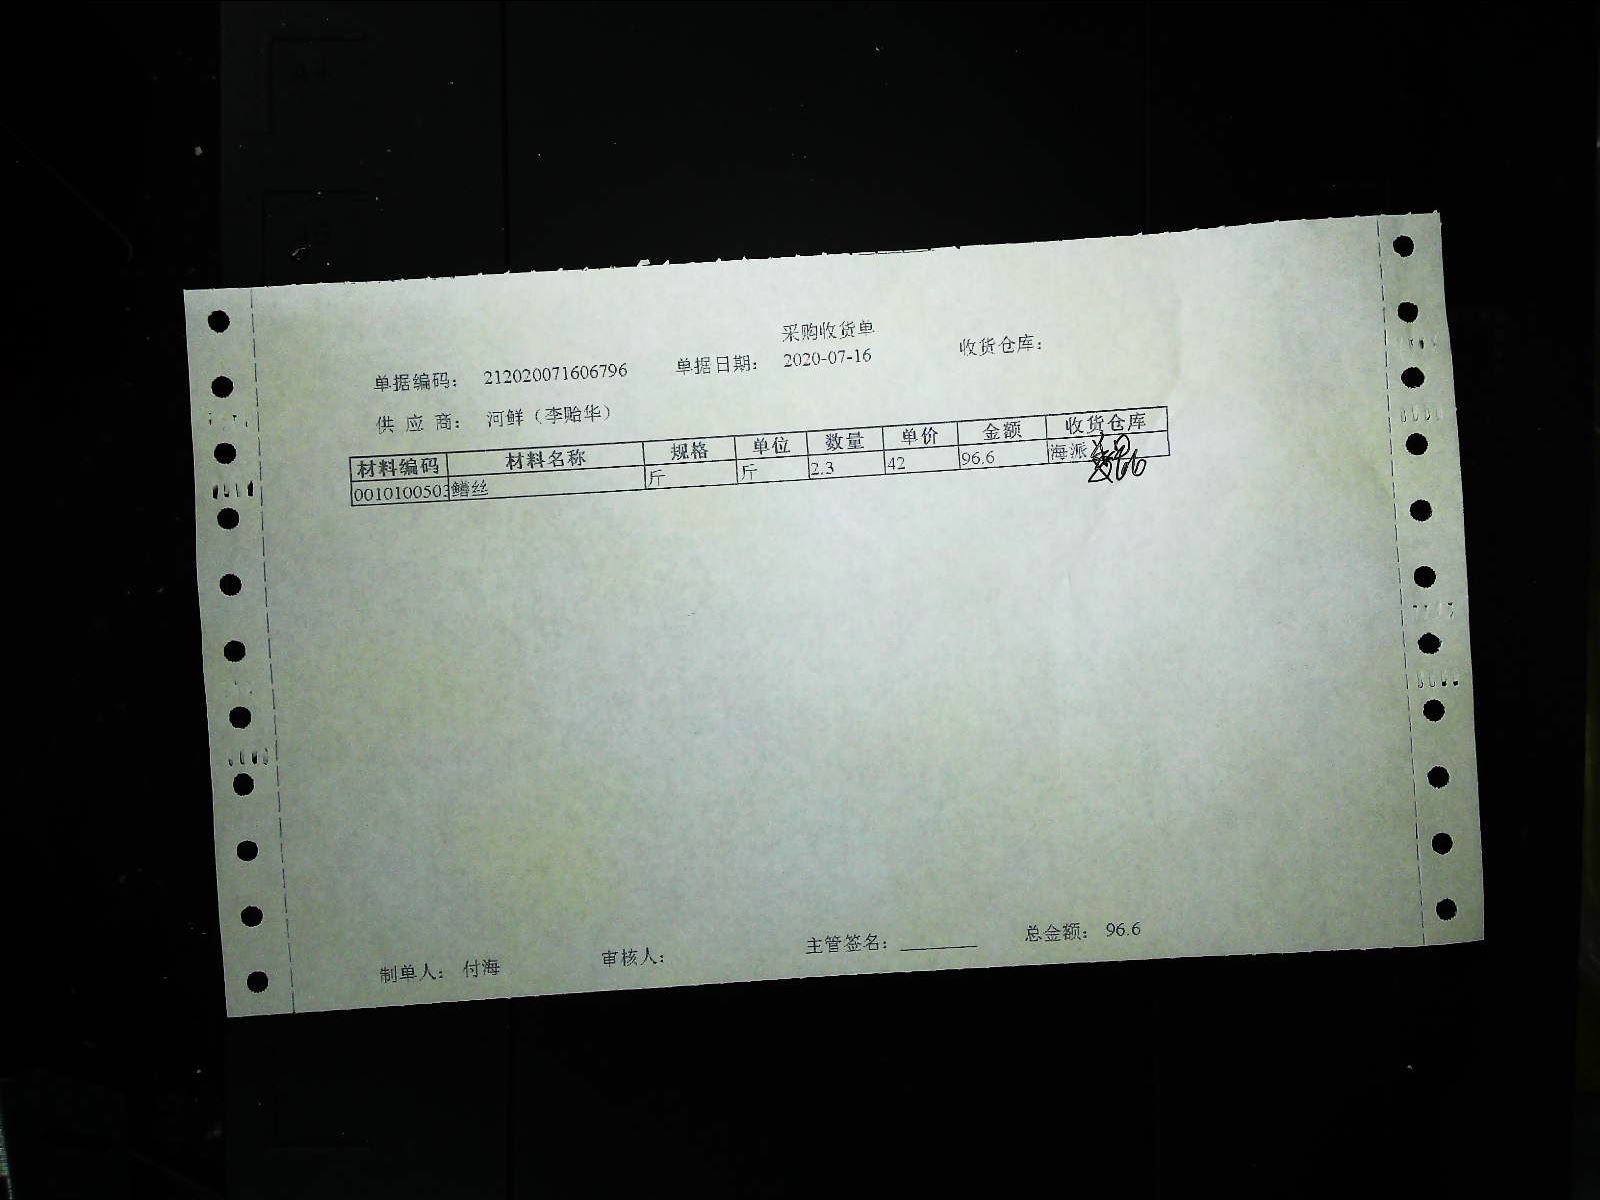 采购收货单
单据编码： 212020071606796 单据日期： 2020-07-16 收货仓库：
供 应 商： 河鲜（李贻华）
材料编码 材料名称 规格 单位 数量 单价 金额 收货仓库
0010100503 鳝丝 斤 斤 2.3 42 96.6 海派
制单人： 付海 审核人： 主管签名： 总金额： 96.6